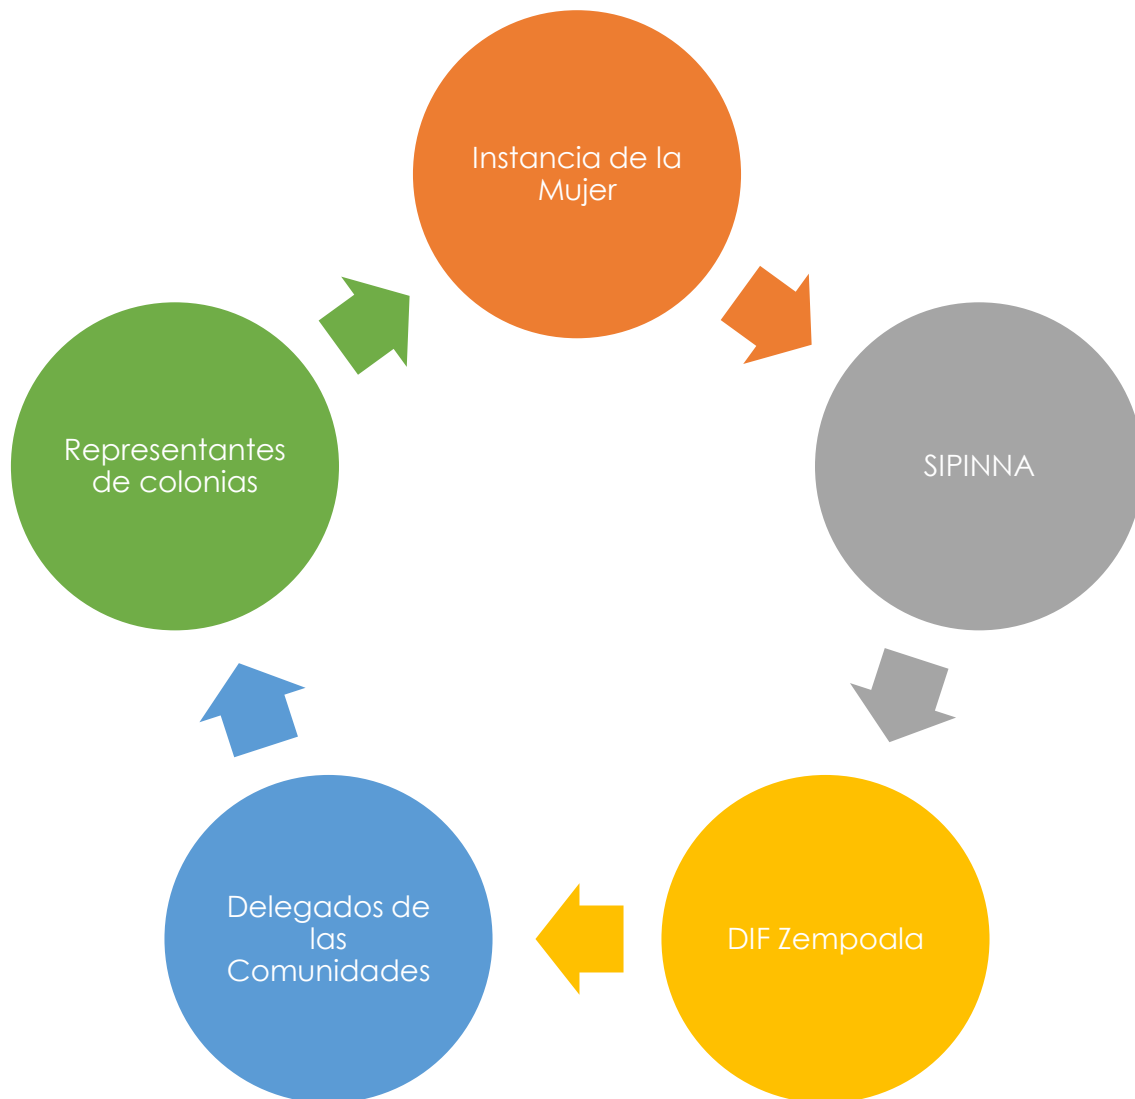 Instancia de la
Mujer
SIPINNA
DIF Zempoala
Delegados de
las
Comunidades
Representantes
de colonias